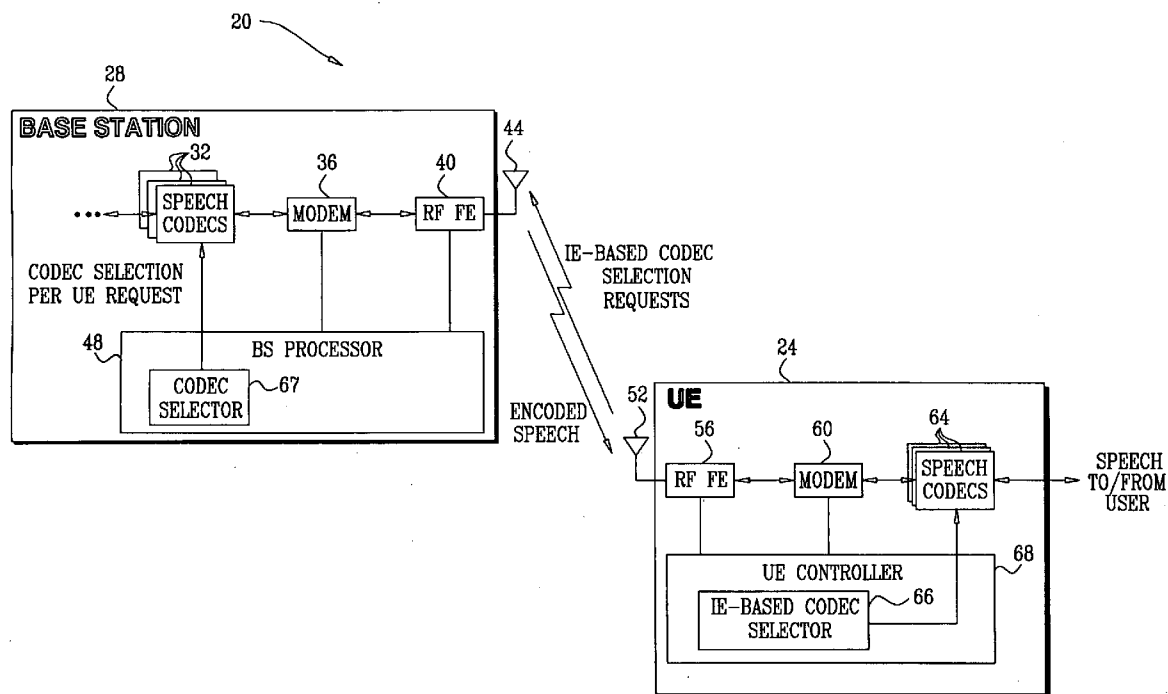 20
28
BASE STATION
32
SPEECH
CODECS
36
MODEM
40
RF FE
44
•••
CODEC SELECTION
PER UE REQUEST
IE-BASED CODEC
SELECTION
REQUESTS
48
BS PROCESSOR
CODEC
SELECTOR
67
ENCODED
SPEECH
24
UE
52
56
RF FE
60
MODEM
64
SPEECH
CODECS
SPEECH
TO/FROM
USER
UE CONTROLLER
68
IE-BASED CODEC
SELECTOR
66